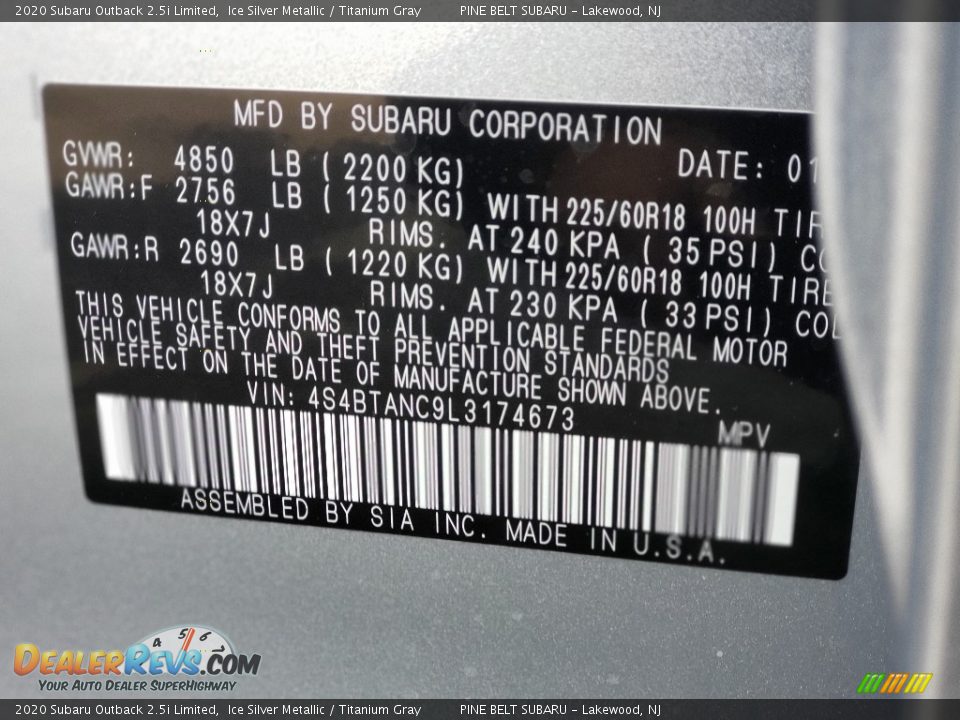 2020 Subaru Outback 2.5i Limited, Ice Silver Metallic / Titanium Gray PINE BELT SUBARU - Lakewood, NJ
MFD BY SUBARU CORPORATION
GVWR: 4850 LB ( 2200 KG) DATE: 01
GAWR:F 2756 LB ( 1250 KG) WITH 225/60R18 100H TIR
18X7J RIMS. AT 240 KPA ( 35 PSI) CO
GAWR:R 2690 LB ( 1220 KG) WITH 225/60R18 100H TIRE
18X7J RIMS. AT 230 KPA ( 33 PSI) COL
THIS VEHICLE CONFORMS TO ALL APPLICABLE FEDERAL MOTOR
VEHICLE SAFETY AND THEFT PREVENTION STANDARDS
IN EFFECT ON THE DATE OF MANUFACTURE SHOWN ABOVE.
VIN: 4S4BTANC9L3174673
MPV
ASSEMBLED BY SIA INC. MADE IN U.S.A.
4 5 6
DEALERREVS.COM
YOUR AUTO DEALER SUPERHIGHWAY
2020 Subaru Outback 2.5i Limited, Ice Silver Metallic / Titanium Gray PINE BELT SUBARU - Lakewood, NJ